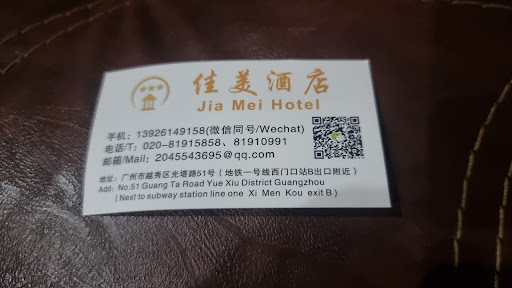 佳美酒店
Jia Mei Hotel
手机：13926149158(微信同号/Wechat)
电话/T: 020-81915858、81910991
邮箱/Mail: 2045543695@qq.com
地址：广州市越秀区光塔路51号（地铁一号线西门口站B出口附近）
Add: No.51 Guang Ta Road Yue Xiu District Guangzhou
(Next to subway station line one Xi Men Kou exit B)